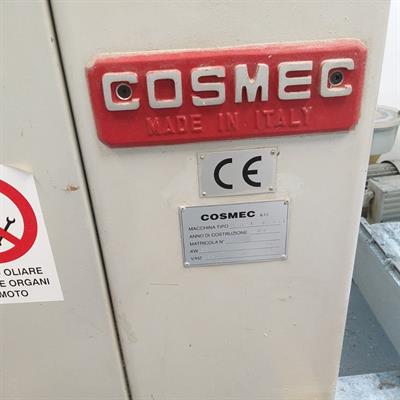 COSMEC
MADE IN ITALY
CE
COSMEC
MACCHINA TIPO
ANNO DI COSTRUZIONE
MATRICOLA N°
KW
V/HZ
OLIARE
E ORGANI
MOTO